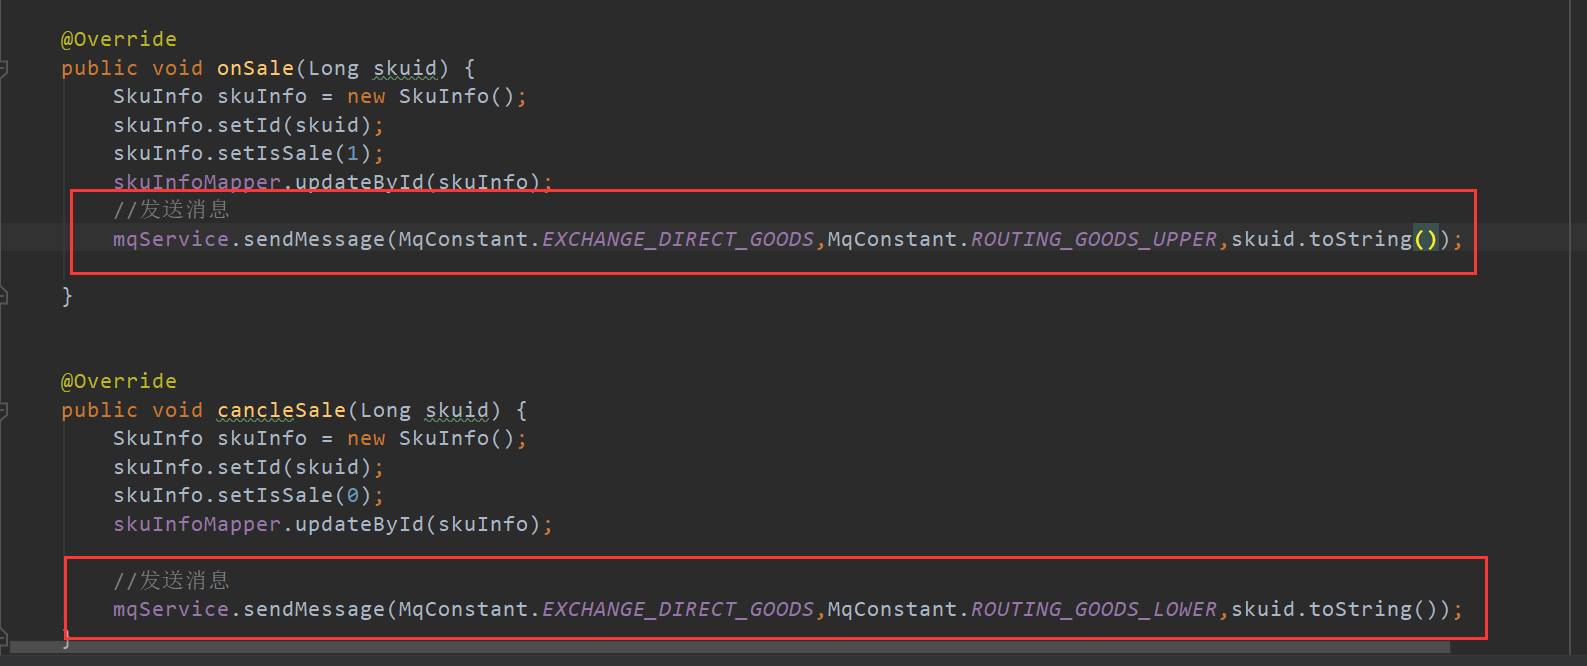 @Override
public void onSale(Long skuid) {
SkuInfo skuInfo = new SkuInfo();
skuInfo.setId(skuid);
skuInfo.setIsSale(1);
skuInfoMapper.updateById(skuInfo);
//发送消息
mqService.sendMessage(MqConstant.EXCHANGE_DIRECT_GOODS,MqConstant.ROUTING_GOODS_UPPER,skuid.toString());
}
@Override
public void cancleSale(Long skuid) {
SkuInfo skuInfo = new SkuInfo();
skuInfo.setId(skuid);
skuInfo.setIsSale(0);
skuInfoMapper.updateById(skuInfo);
//发送消息
mqService.sendMessage(MqConstant.EXCHANGE_DIRECT_GOODS,MqConstant.ROUTING_GOODS_LOWER,skuid.toString());
}